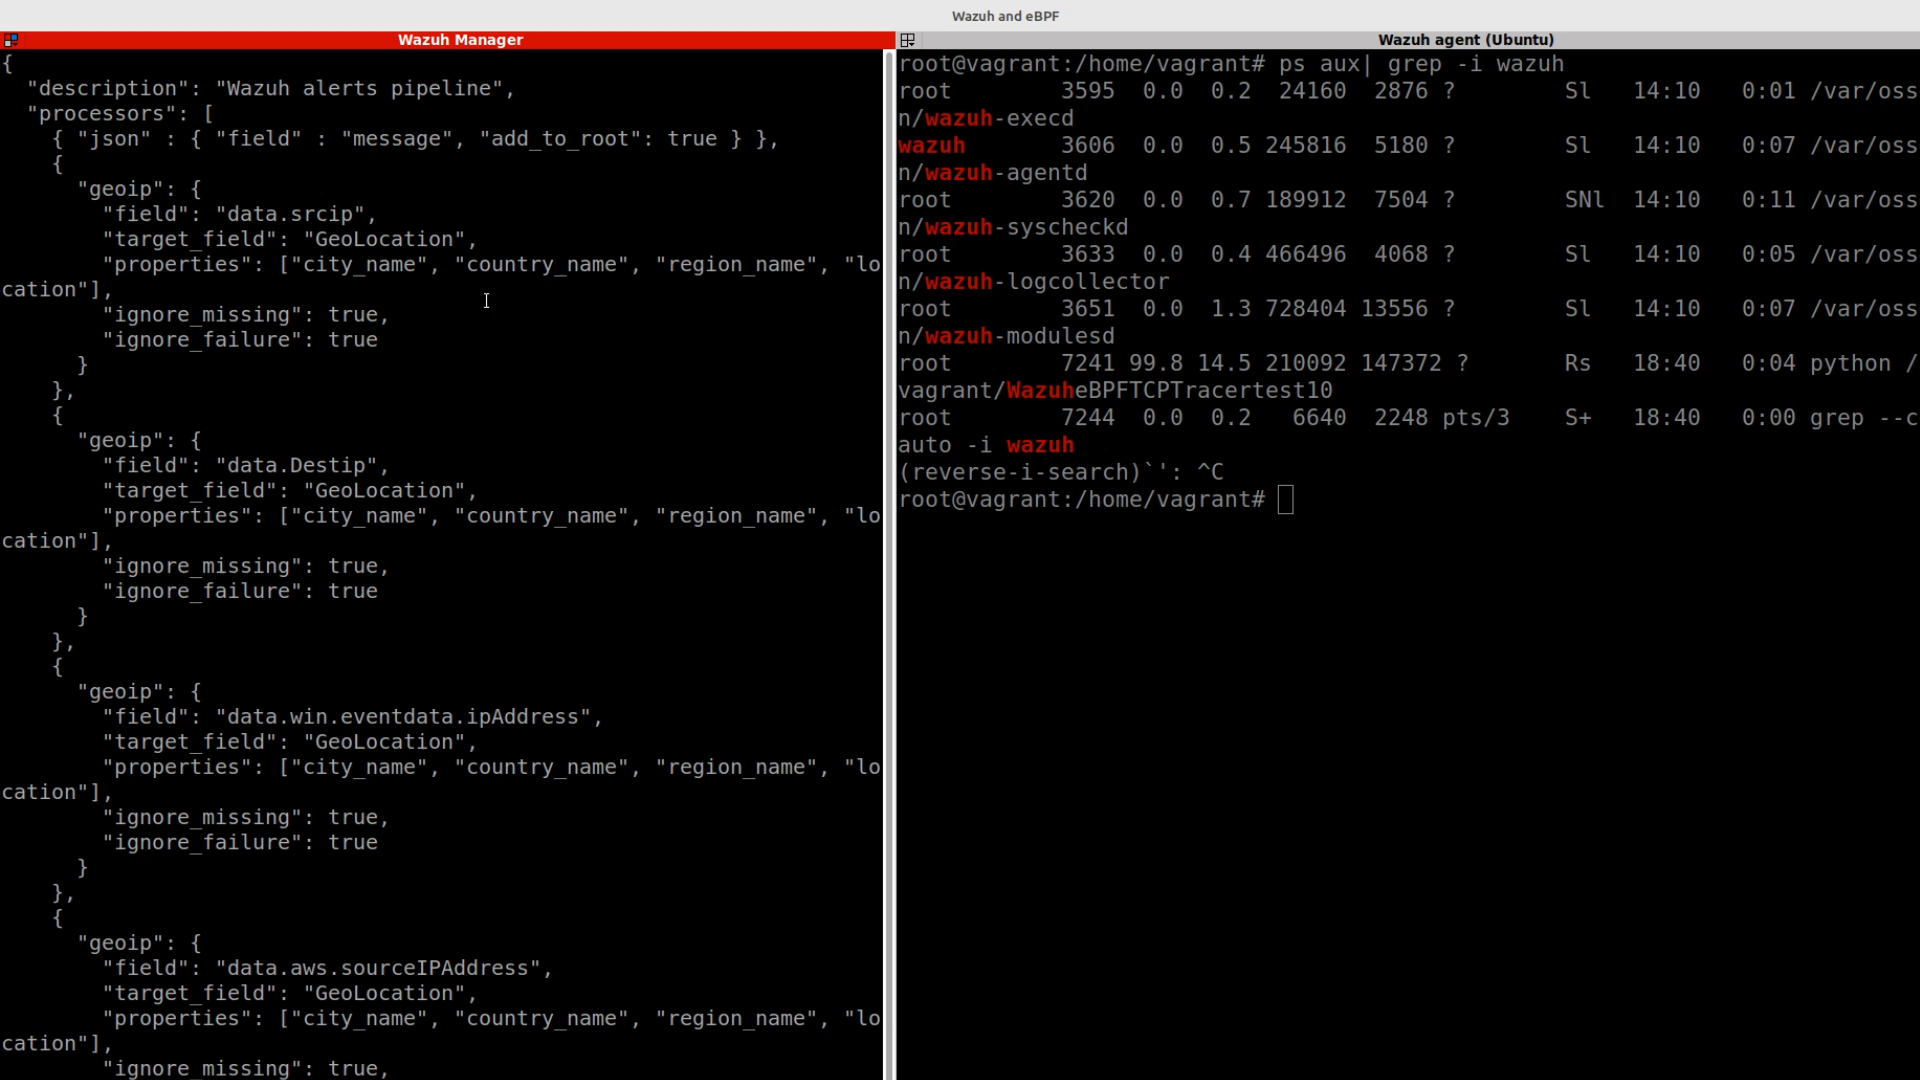 Wazuh and eBPF
Wazuh Manager
{
  "description": "Wazuh alerts pipeline",
  "processors": [
    { "json" : { "field" : "message", "add_to_root": true } },
    {
      "geoip": {
        "field": "data.srcip",
        "target_field": "GeoLocation",
        "properties": ["city_name", "country_name", "region_name", "lo
cation"],
        "ignore_missing": true,
        "ignore_failure": true
      }
    },
    {
      "geoip": {
        "field": "data.Destip",
        "target_field": "GeoLocation",
        "properties": ["city_name", "country_name", "region_name", "lo
cation"],
        "ignore_missing": true,
        "ignore_failure": true
      }
    },
    {
      "geoip": {
        "field": "data.win.eventdata.ipAddress",
        "target_field": "GeoLocation",
        "properties": ["city_name", "country_name", "region_name", "lo
cation"],
        "ignore_missing": true,
        "ignore_failure": true
      }
    },
    {
      "geoip": {
        "field": "data.aws.sourceIPAddress",
        "target_field": "GeoLocation",
        "properties": ["city_name", "country_name", "region_name", "lo
cation"],
        "ignore_missing": true,
Wazuh agent (Ubuntu)
root@vagrant:/home/vagrant# ps aux| grep -i wazuh
root        3595  0.0  0.2  24160  2876 ?        Sl   14:10   0:01 /var/oss
n/wazuh-execd
wazuh       3606  0.0  0.5 245816  5180 ?        Sl   14:10   0:07 /var/oss
n/wazuh-agentd
root        3620  0.0  0.7 189912  7504 ?        SNl  14:10   0:11 /var/oss
n/wazuh-syscheckd
root        3633  0.0  0.4 466496  4068 ?        Sl   14:10   0:05 /var/oss
n/wazuh-logcollector
root        3651  0.0  1.3 728404 13556 ?        Sl   14:10   0:07 /var/oss
n/wazuh-modulesd
root        7241 99.8 14.5 210092 147372 ?       Rs   18:40   0:04 python /
vagrant/WazuheBPFTCPTracertest10
root        7244  0.0  0.2   6640  2248 pts/3    S+   18:40   0:00 grep --c
auto -i wazuh
(reverse-i-search)`': ^C
root@vagrant:/home/vagrant#